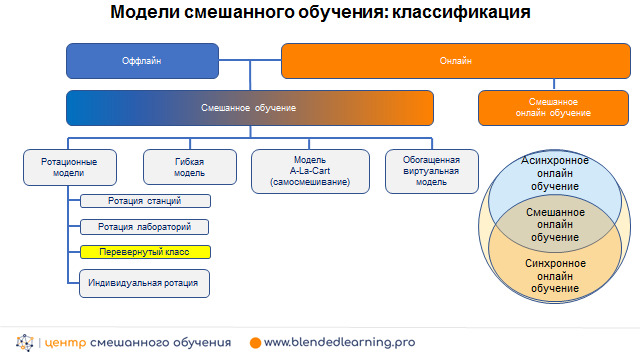 Модели смешанного обучения: классификация
Оффлайн
Онлайн
Смешанное обучение
Смешанное
онлайн обучение
Ротационные
модели
Гибкая
модель
Модель
A-La-Cart
(самосмешивание)
Обогащенная
виртуальная
модель
Ротация станций
Ротация лабораторий
Перевернутый класс
Индивидуальная ротация
Асинхронное
онлайн
обучение
Смешанное
онлайн
обучение
Синхронное
онлайн
обучение
центр смешанного обучения
www.blendedlearning.pro